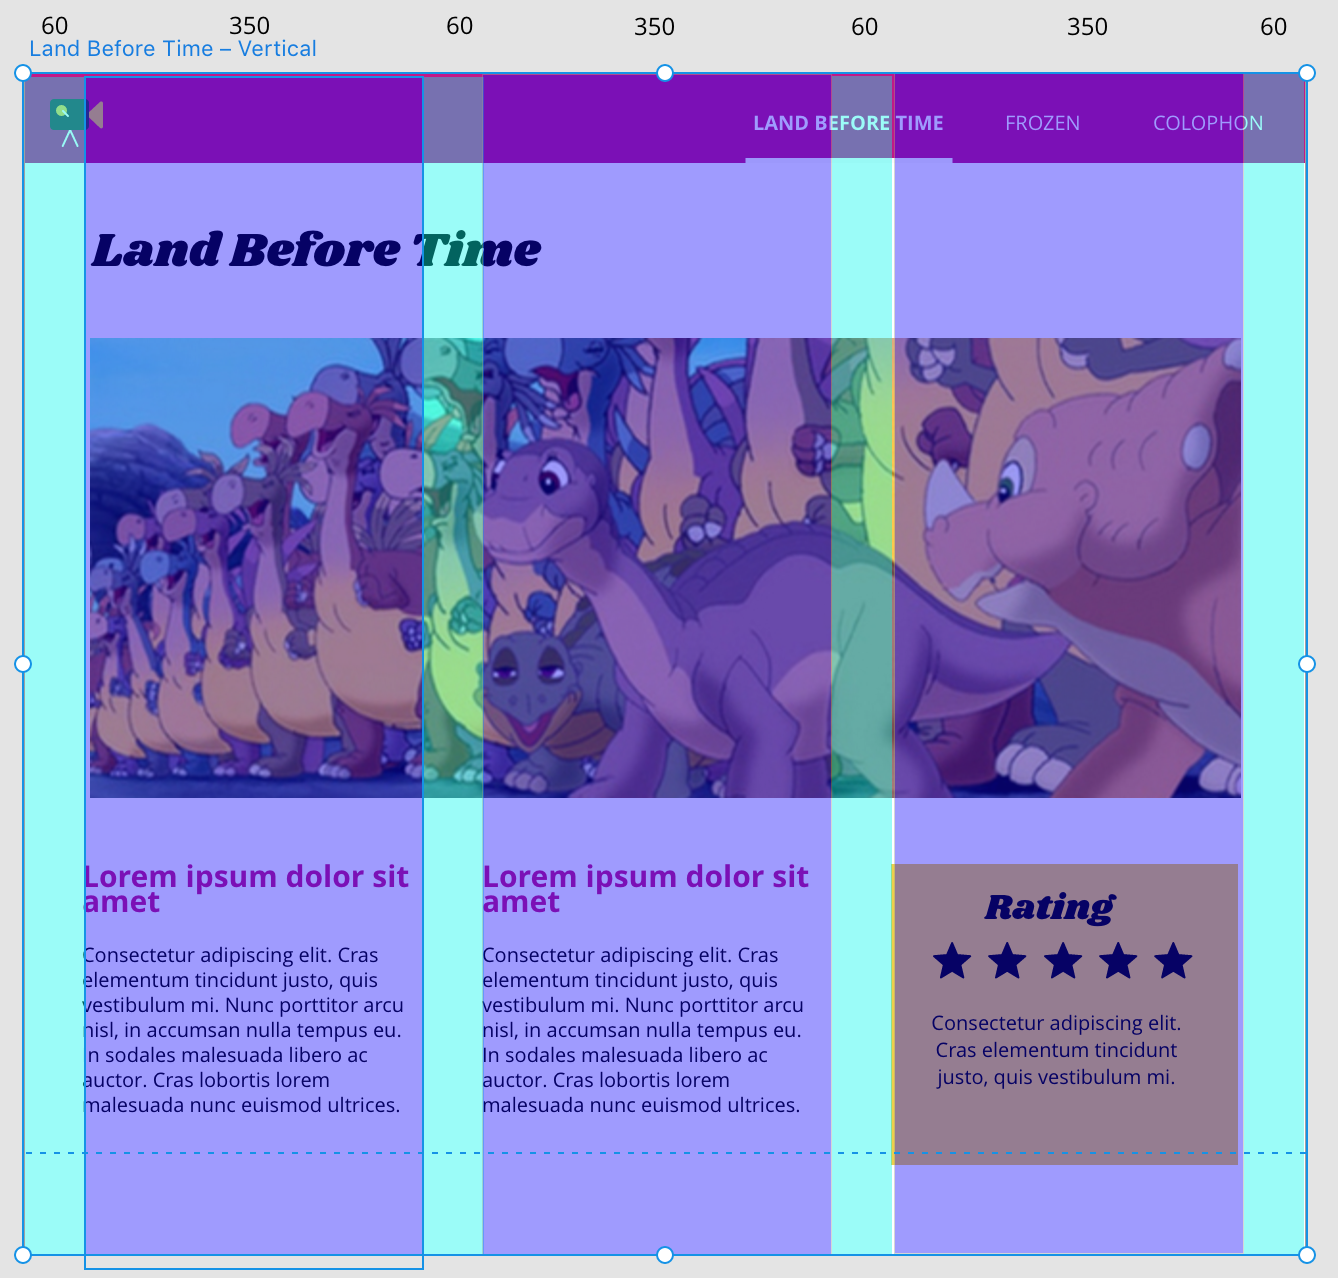 60 350 60 350 60 350 60
Land Before Time – Vertical
LAND BEFORE TIME FROZEN COLOPHON
Land Before Time
Lorem ipsum dolor sit
amet
Consectetur adipiscing elit. Cras
elementum tincidunt justo, quis
vestibulum mi. Nunc porttitor arcu
nisl, in accumsan nulla tempus eu.
In sodales malesuada libero ac
auctor. Cras lobortis lorem
malesuada nunc euismod ultrices.
Lorem ipsum dolor sit
amet
Consectetur adipiscing elit. Cras
elementum tincidunt justo, quis
vestibulum mi. Nunc porttitor arcu
nisl, in accumsan nulla tempus eu.
In sodales malesuada libero ac
auctor. Cras lobortis lorem
malesuada nunc euismod ultrices.
Rating
Consectetur adipiscing elit.
Cras elementum tincidunt
justo, quis vestibulum mi.